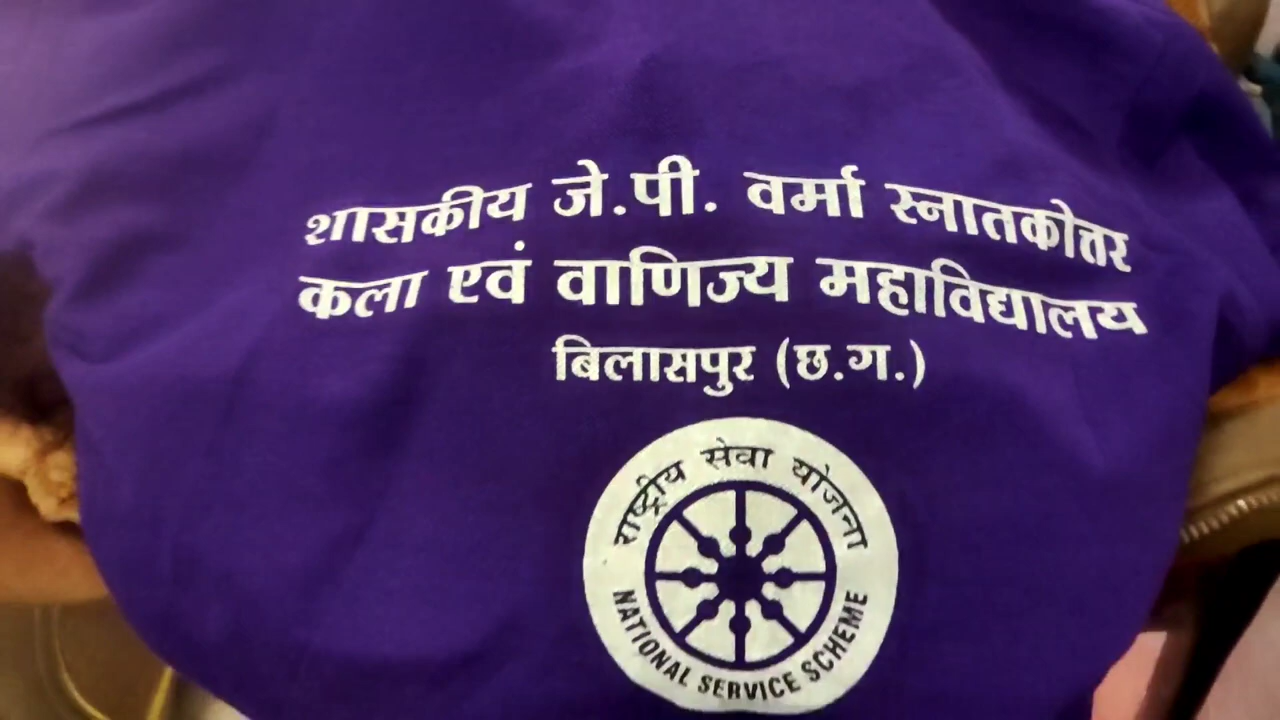 शासकीय जे.पी. वर्मा स्नातकोत्तर
कला एवं वाणिज्य महाविद्यालय
बिलासपुर (छ.ग.)
राष्ट्रीय सेवा योजना
NATIONAL SERVICE SCHEME